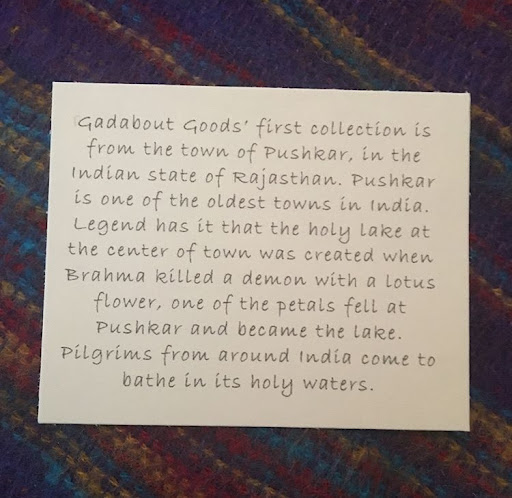 Gadabout Goods' first collection is
from the town of Pushkar, in the
Indian state of Rajasthan. Pushkar
is one of the oldest towns in India.
Legend has it that the holy lake at
the center of town was created when
Brahma killed a demon with a lotus
flower, one of the petals fell at
Pushkar and became the lake.
Pilgrims from around India come to
bathe in its holy waters.